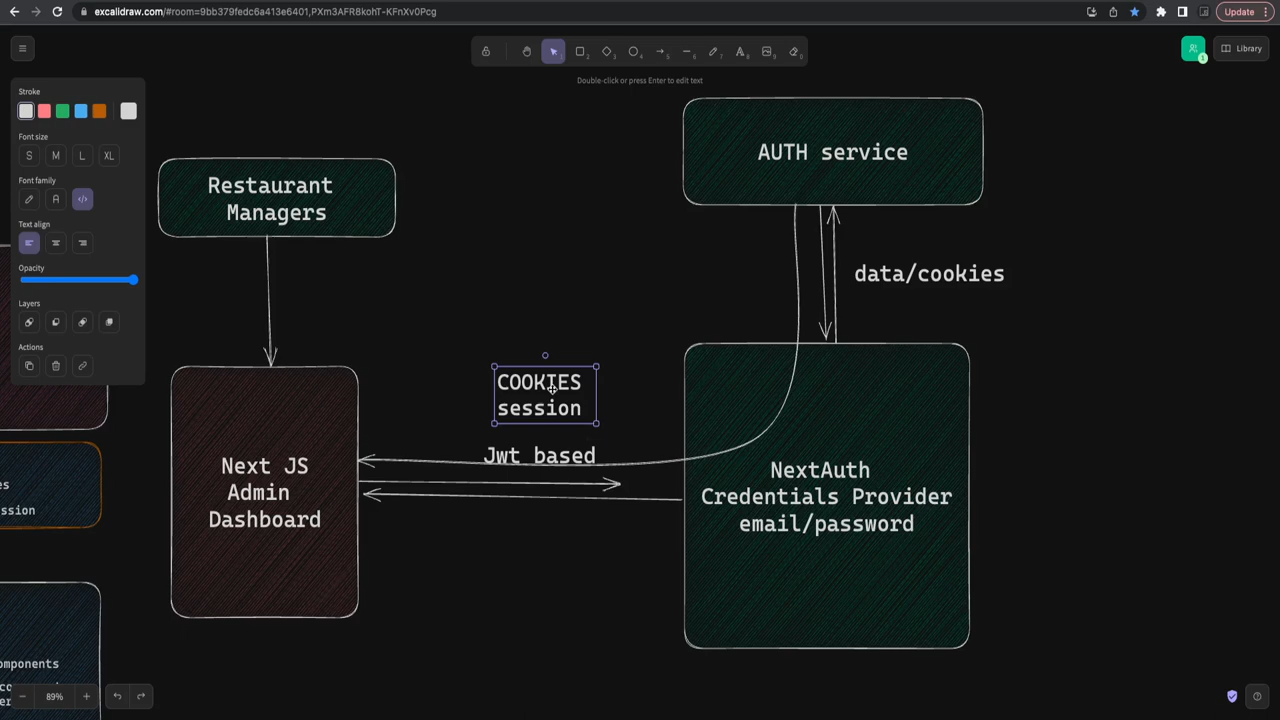 excalidraw.com/#room=9bb379fedc6a413e6401,PXm3AFR8kohT-KFnXv0Pcg
Update
Library
Double-click or press Enter to edit text
Stroke
Font size
S M L XL
Font family
A
Text align
Opacity
Layers
Actions
AUTH service
Restaurant
Managers
data/cookies
COOKIES
session
Jwt based
Next JS
Admin
Dashboard
NextAuth
Credentials Provider
email/password
es
ssion
omponents
89%